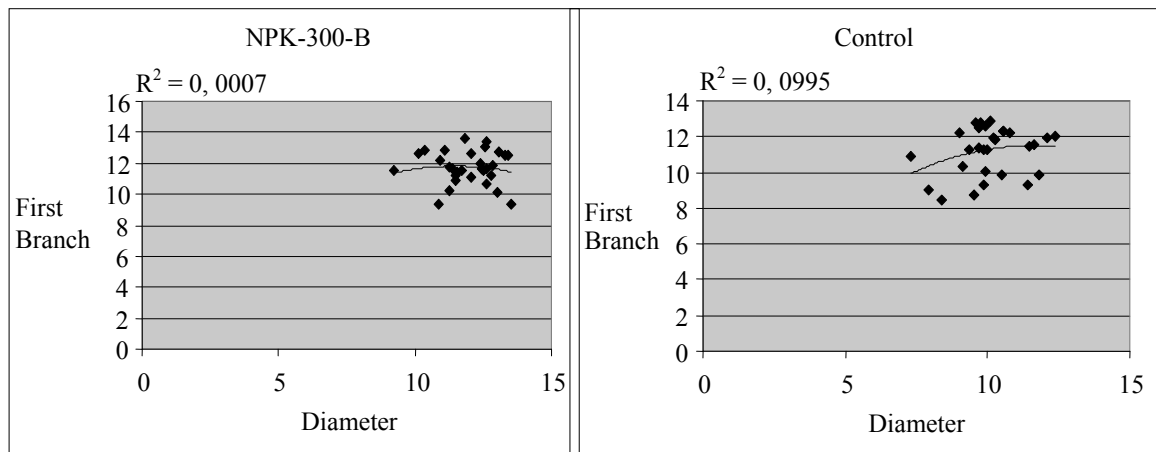 NPK-300-B
R² = 0, 0007
16
14
12
10
8
6
4
2
0
First
Branch
0 5 10 15
Diameter
Control
R² = 0, 0995
14
12
10
8
6
4
2
0
First
Branch
0 5 10 15
Diameter